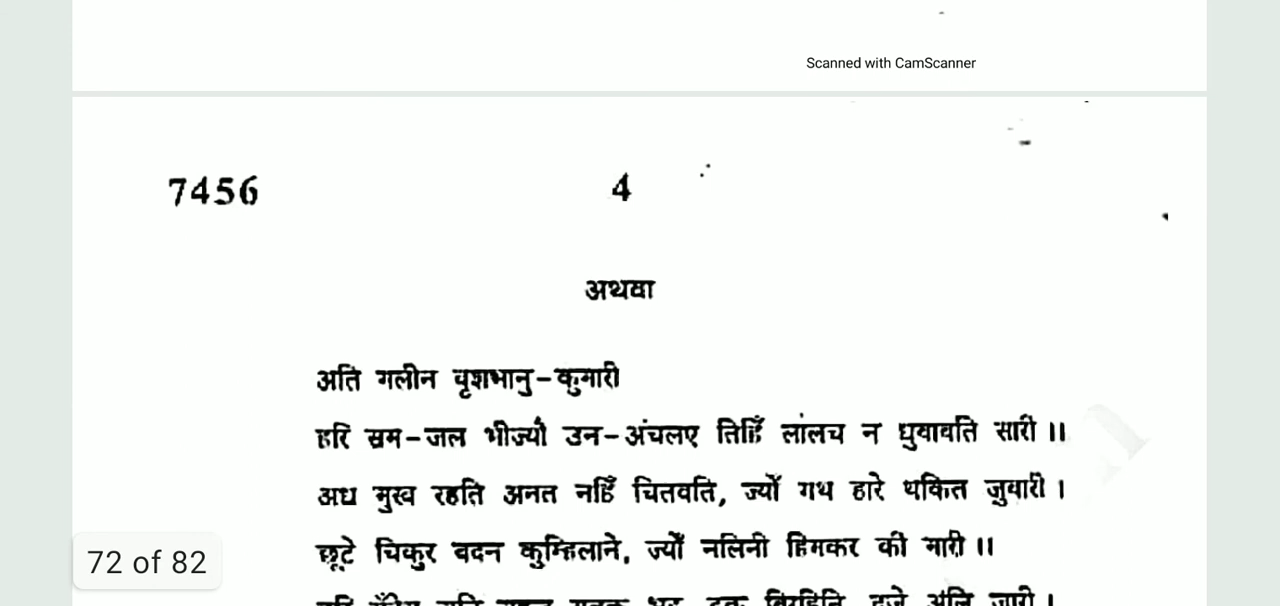 Scanned with CamScanner
7456
4
अथवा
अति गलीन वृशभानु-कुमारी
हरि स्रम-जल भीज्यौ उन-अंचलए तिहिँ लांलच न धुवावति सारी ॥
अध मुख रहति अनत नहिँ चितवति, ज्यौं गथ हारे थकित जुवारी ।
छूटे चिकुर बदन कुम्हिलाने, ज्यौं नलिनी हिमकर की मारी ॥
72 of 82